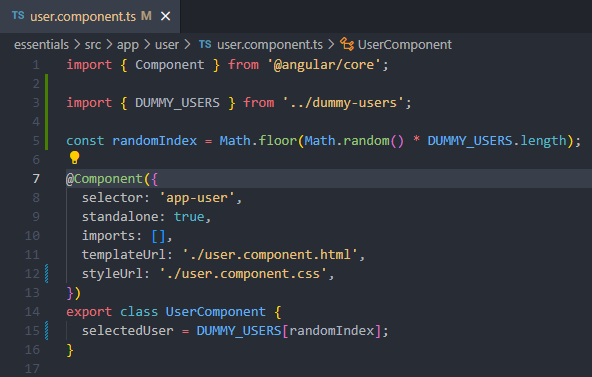 TS user.component.ts M ×
essentials > src > app > user > TS user.component.ts > UserComponent
1 import { Component } from '@angular/core';
2
3 import { DUMMY_USERS } from '../dummy-users';
4
5 const randomIndex = Math.floor(Math.random() * DUMMY_USERS.length);
6
7 @Component({
8   selector: 'app-user',
9   standalone: true,
10   imports: [],
11   templateUrl: './user.component.html',
12   styleUrl: './user.component.css',
13 })
14 export class UserComponent {
15   selectedUser = DUMMY_USERS[randomIndex];
16 }
17